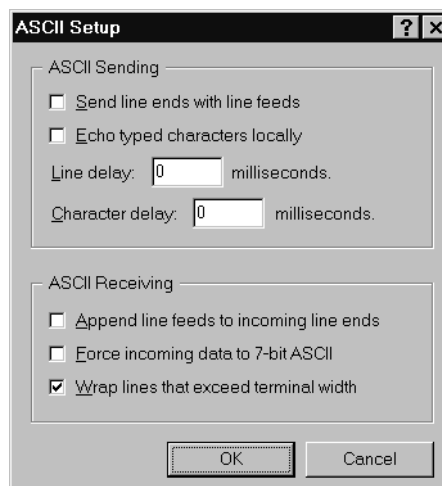 ASCII Setup
ASCII Sending
Send line ends with line feeds
Echo typed characters locally
Line delay: 0 milliseconds.
Character delay: 0 milliseconds.
ASCII Receiving
Append line feeds to incoming line ends
Force incoming data to 7-bit ASCII
Wrap lines that exceed terminal width
OK Cancel